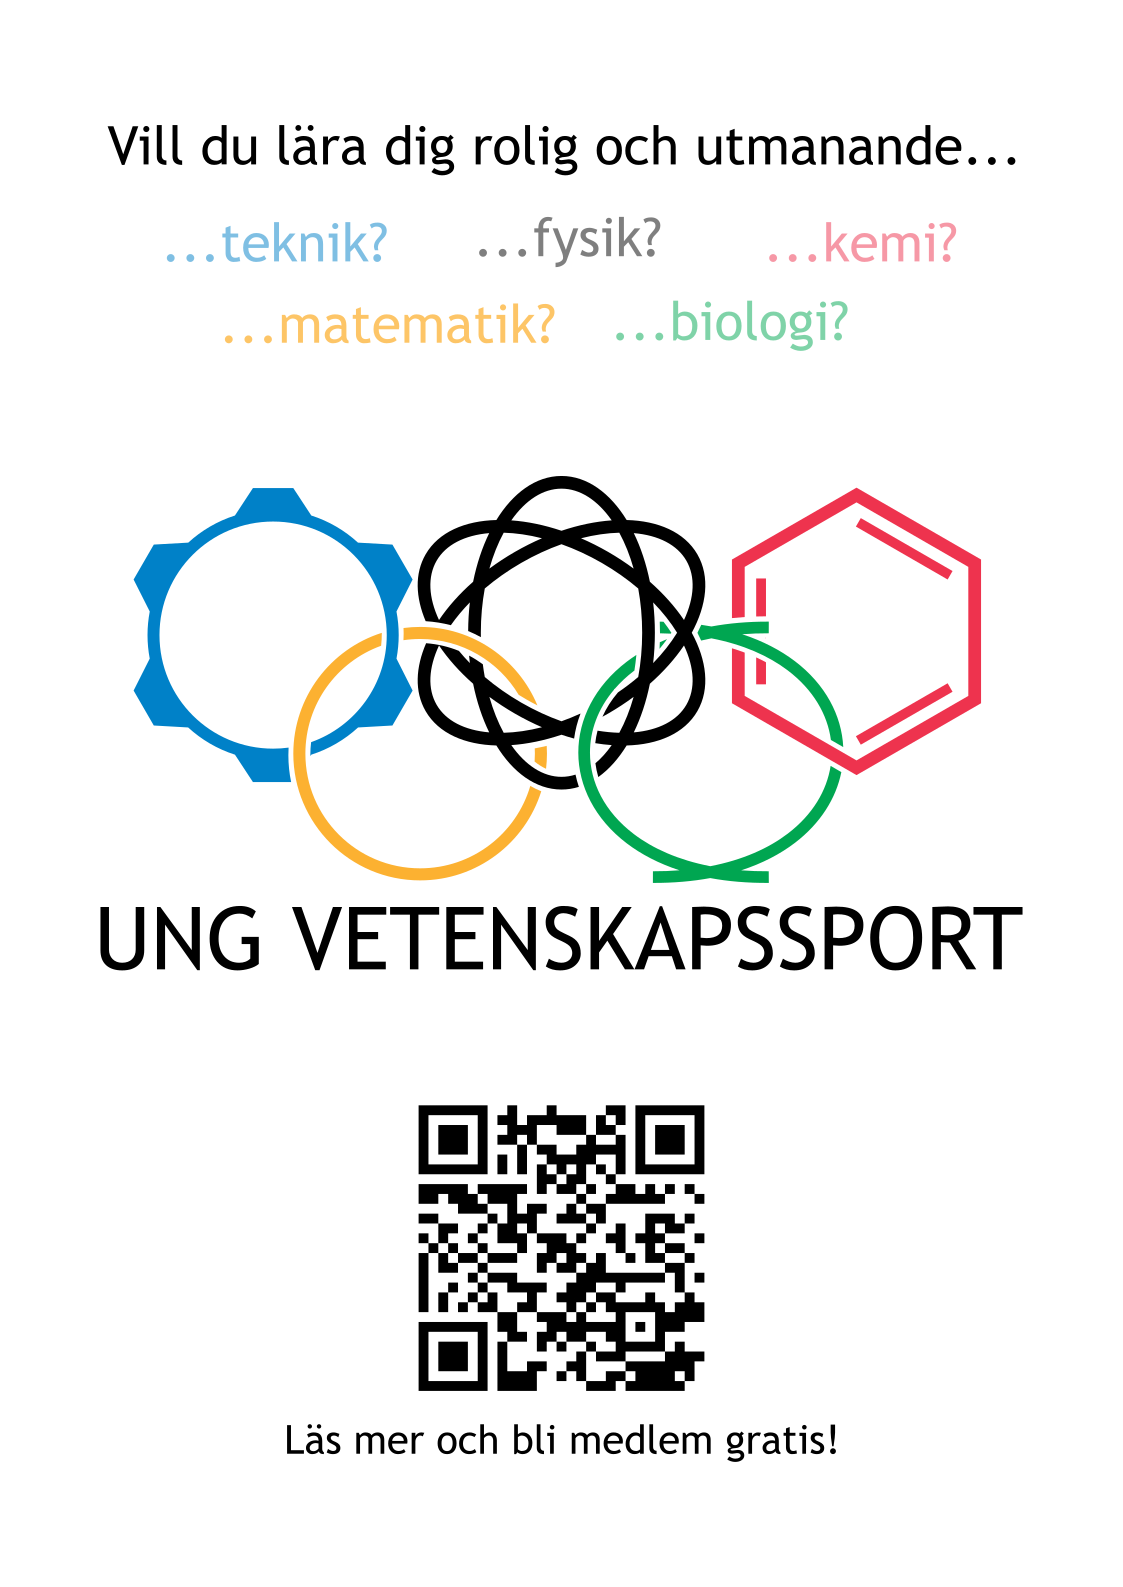 Vill du lära dig rolig och utmanande...
...teknik? ...fysik? ...kemi?
...matematik? ...biologi?
UNG VETENSKAPSSPORT
Läs mer och bli medlem gratis!